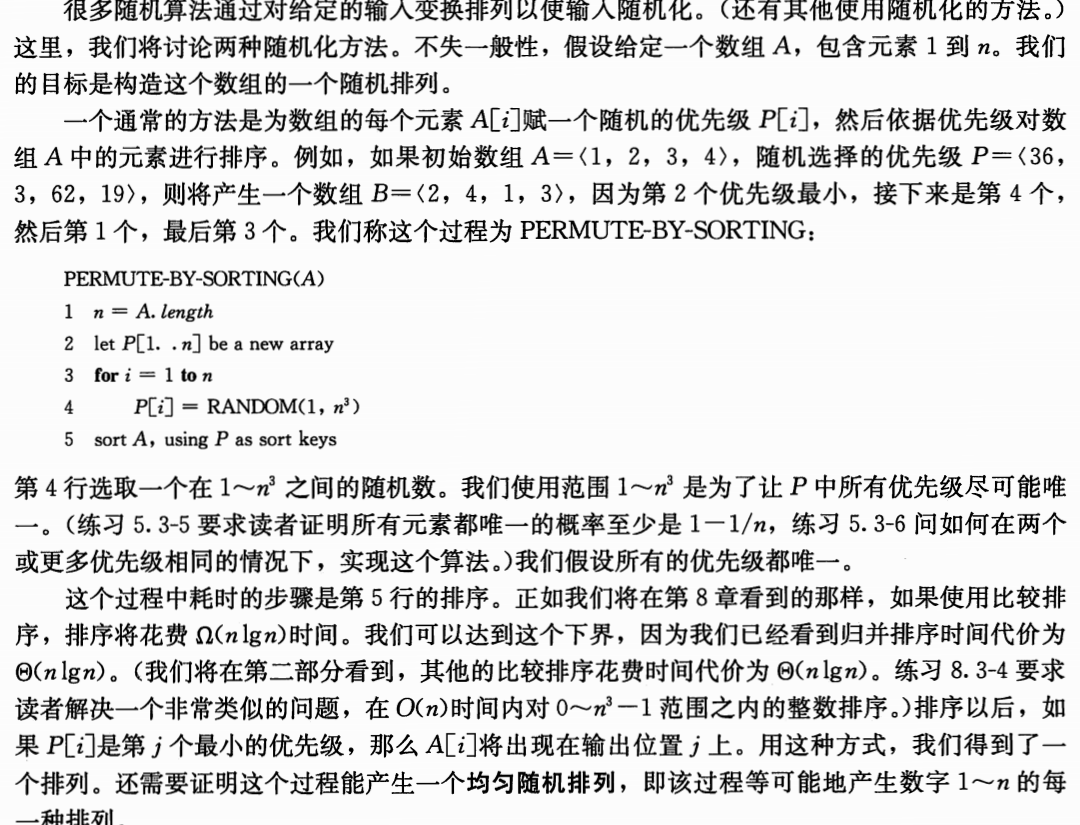 很多随机算法通过对给定的输入变换排列以使输入随机化。(还有其他使用随机化的方法。)
这里，我们将讨论两种随机化方法。不失一般性，假设给定一个数组 A，包含元素 1 到 n。我们
的目标是构造这个数组的一个随机排列。
一个通常的方法是为数组的每个元素 A[i]赋一个随机的优先级 P[i]，然后依据优先级对数
组 A 中的元素进行排序。例如，如果初始数组 A=〈1，2，3，4〉，随机选择的优先级 P=〈36，
3，62，19〉，则将产生一个数组 B=〈2，4，1，3〉，因为第 2 个优先级最小，接下来是第 4 个，
然后第 1 个，最后第 3 个。我们称这个过程为 PERMUTE-BY-SORTING：
PERMUTE-BY-SORTING(A)
1 n = A. length
2 let P[1. . n] be a new array
3 for i = 1 to n
4 P[i] = RANDOM(1, n³)
5 sort A, using P as sort keys
第 4 行选取一个在 1～n³ 之间的随机数。我们使用范围 1～n³ 是为了让 P 中所有优先级尽可能唯
一。(练习 5.3-5 要求读者证明所有元素都唯一的概率至少是 1－1/n，练习 5.3-6 问如何在两个
或更多优先级相同的情况下，实现这个算法。)我们假设所有的优先级都唯一。
这个过程中耗时的步骤是第 5 行的排序。正如我们将在第 8 章看到的那样，如果使用比较排
序，排序将花费 Ω(nlgn)时间。我们可以达到这个下界，因为我们已经看到归并排序时间代价为
Θ(nlgn)。(我们将在第二部分看到，其他的比较排序花费时间代价为 Θ(nlgn)。练习 8.3-4 要求
读者解决一个非常类似的问题，在 O(n)时间内对 0～n³－1 范围之内的整数排序。)排序以后，如
果 P[i]是第 j 个最小的优先级，那么 A[i]将出现在输出位置 j 上。用这种方式，我们得到了一
个排列。还需要证明这个过程能产生一个均匀随机排列，即该过程等可能地产生数字 1～n 的每
一种排列。